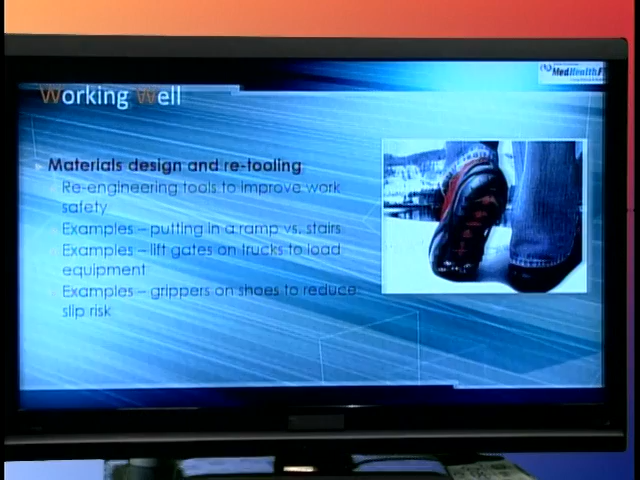 Working Well
MedHealthF
Materials design and re-tooling
Re-engineering tools to improve work
safety
Examples – putting in a ramp vs. stairs
Examples – lift gates on trucks to load
equipment
Examples – grippers on shoes to reduce
slip risk